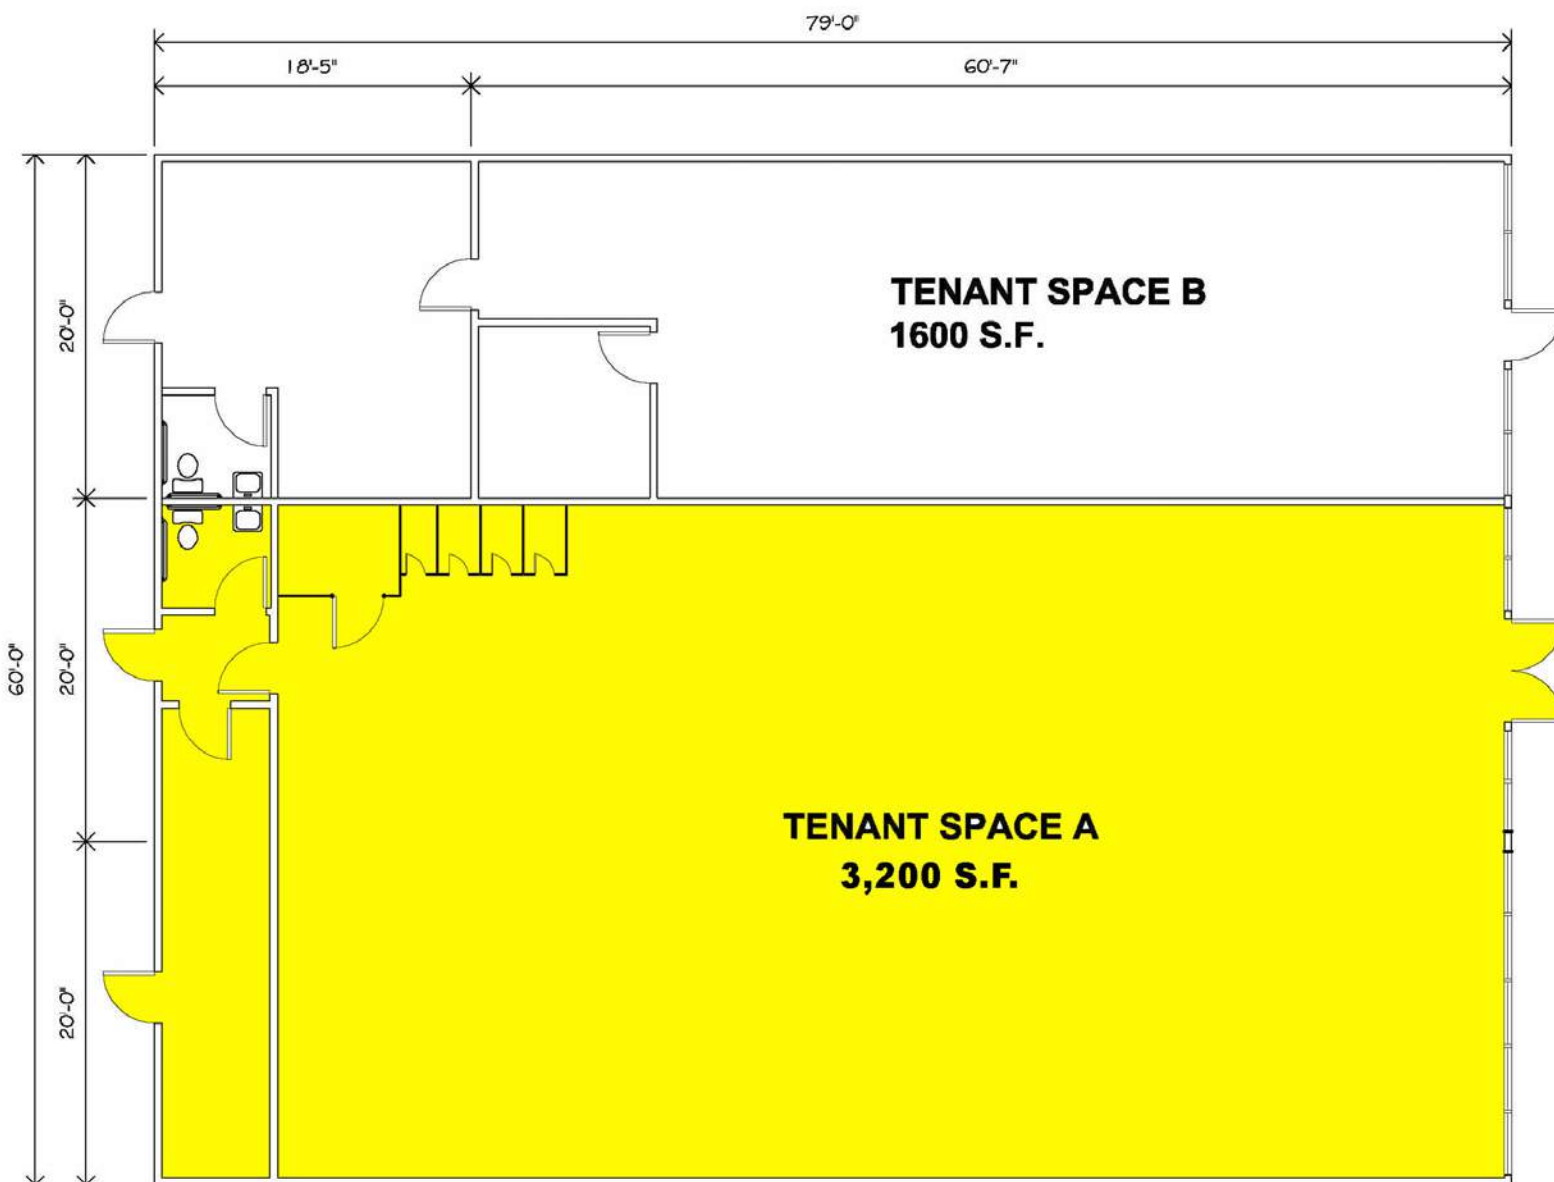 79'-0"
18'-5"
60'-7"
20'-0"
TENANT SPACE B
1600 S.F.
60'-0"
20'-0"
TENANT SPACE A
3,200 S.F.
20'-0"